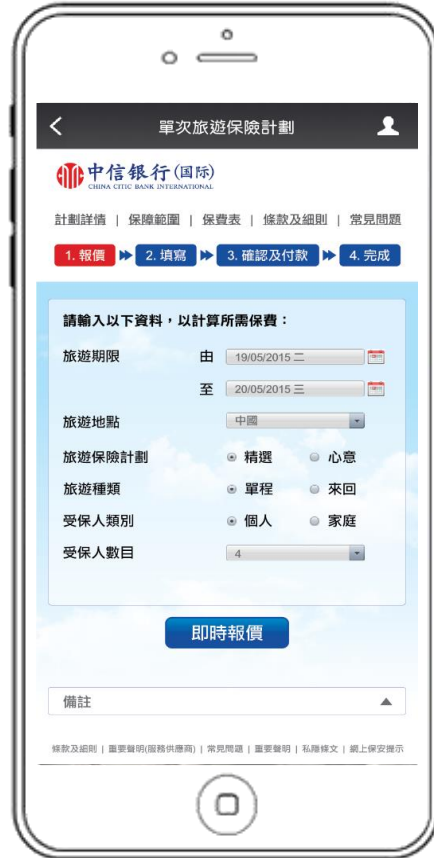 單次旅遊保險計劃
中信银行(国际)
CHINA CITIC BANK INTERNATIONAL
計劃詳情 | 保障範圍 | 保費表 | 條款及細則 | 常見問題
1. 報價 2. 填寫 3. 確認及付款 4. 完成
請輸入以下資料，以計算所需保費：
旅遊期限 由 19/05/2015 二
至 20/05/2015 三
旅遊地點 中國
旅遊保險計劃 精選 心意
旅遊種類 單程 來回
受保人類別 個人 家庭
受保人數目 4
即時報價
備註
條款及細則 | 重要聲明(服務供應商) | 常見問題 | 重要聲明 | 私隱條文 | 網上保安提示